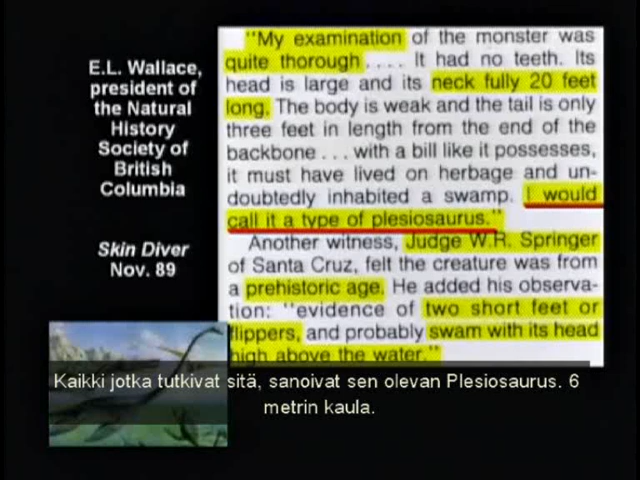 E.L. Wallace,
president of
the Natural
History
Society of
British
Columbia
Skin Diver
Nov. 89
"My examination of the monster was
quite thorough . . . . It had no teeth. Its
head is large and its neck fully 20 feet
long. The body is weak and the tail is only
three feet in length from the end of the
backbone . . . with a bill like it possesses,
it must have lived on herbage and un-
doubtedly inhabited a swamp. I would
call it a type of plesiosaurus."
Another witness, Judge W.R. Springer
of Santa Cruz, felt the creature was from
a prehistoric age. He added his observa-
tion: "evidence of two short feet or
flippers, and probably swam with its head
high above the water."
Kaikki jotka tutkivat sitä, sanoivat sen olevan Plesiosaurus. 6
metrin kaula.